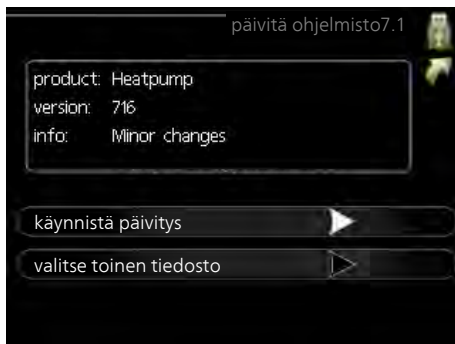 päivitä ohjelmisto7.1
product: Heatpump
version: 716
info: Minor changes
käynnistä päivitys
valitse toinen tiedosto